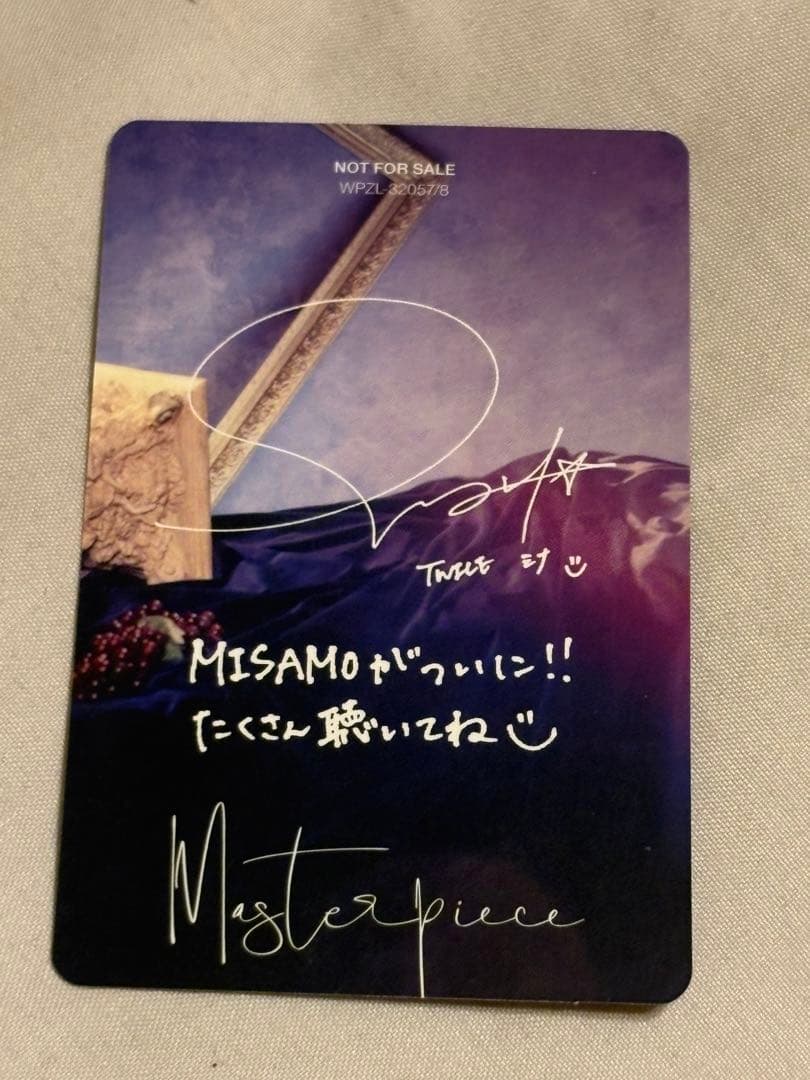 NOT FOR SALE
WPZL-32057/8
TWICE ミナ
MISAMOがついに!!
たくさん聴いてね
Masterpiece